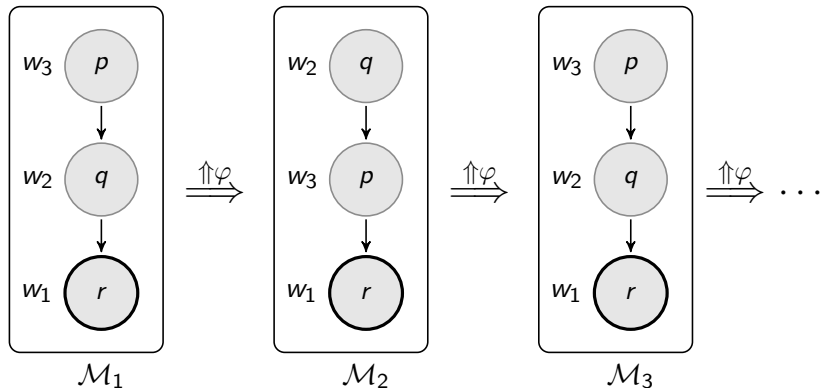 w₃ p
w₂ q
w₁ r
ℳ₁
⇑φ
w₂ q
w₃ p
w₁ r
ℳ₂
⇑φ
w₃ p
w₂ q
w₁ r
ℳ₃
⇑φ
···